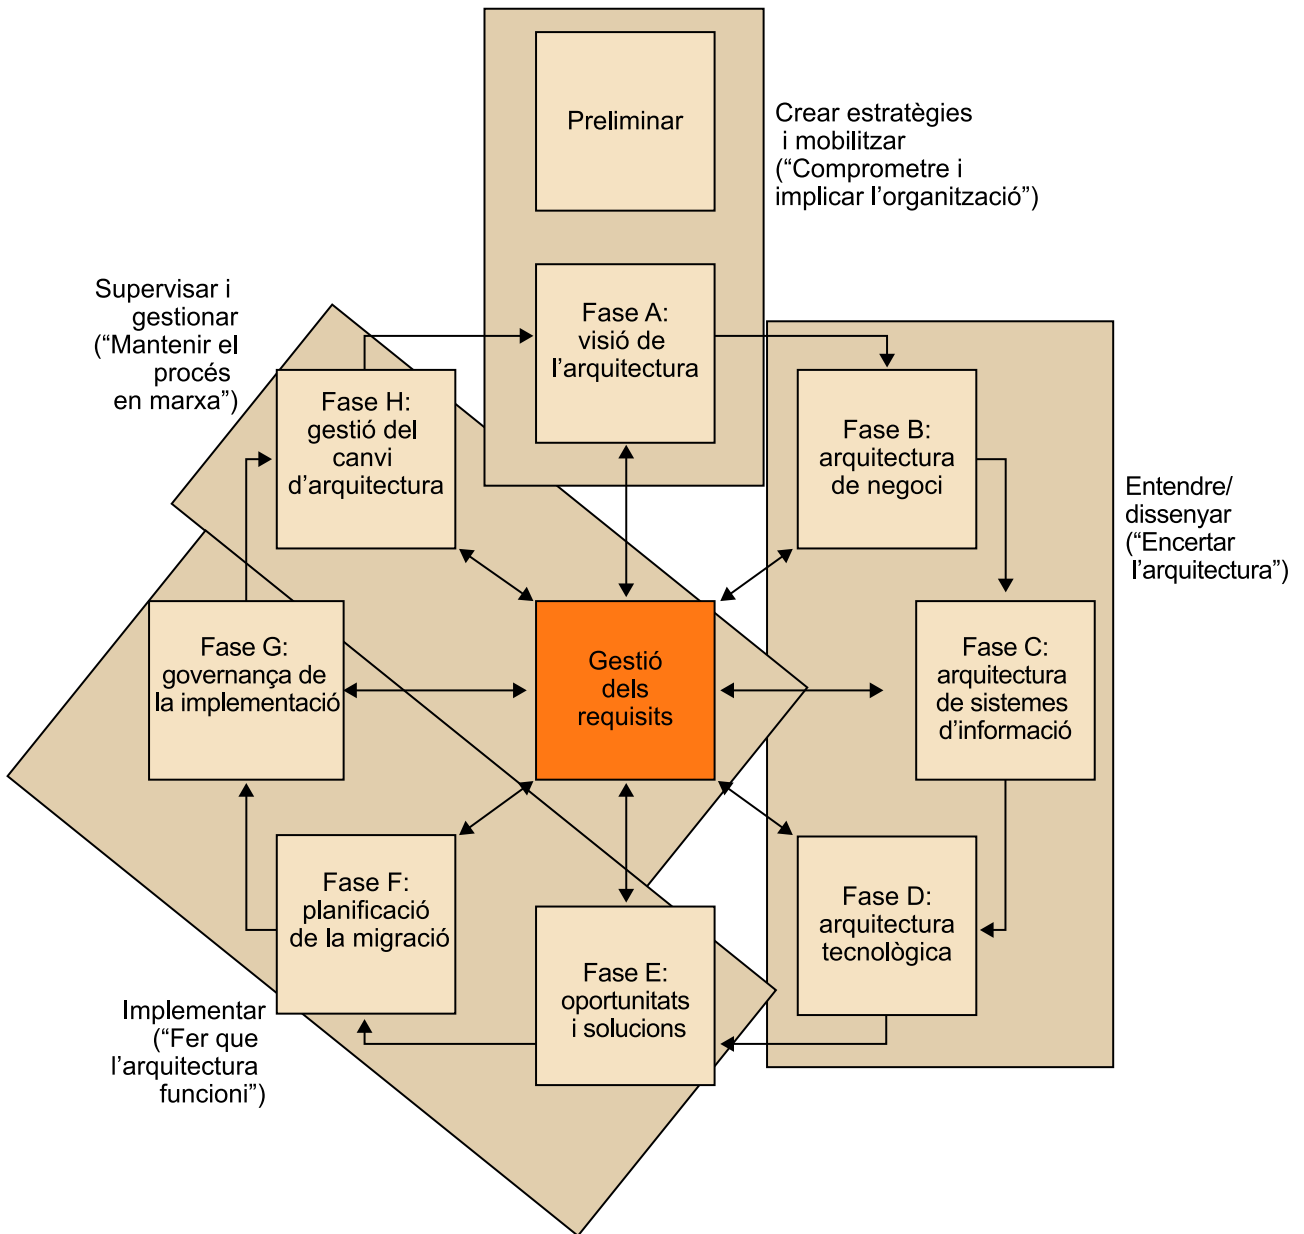 Preliminar
Crear estratègies
i mobilitzar
(“Comprometre i
implicar l’organització”)
Supervisar i
gestionar
(“Mantenir el
procés
en marxa”)
Fase A:
visió de
l’arquitectura
Fase H:
gestió del
canvi
d’arquitectura
Fase B:
arquitectura
de negoci
Entendre/
dissenyar
(“Encertar
l’arquitectura”)
Fase G:
governança de
la implementació
Gestió
dels
requisits
Fase C:
arquitectura
de sistemes
d’informació
Fase F:
planificació
de la migració
Fase D:
arquitectura
tecnològica
Fase E:
oportunitats
i solucions
Implementar
(“Fer que
l’arquitectura
funcioni”)